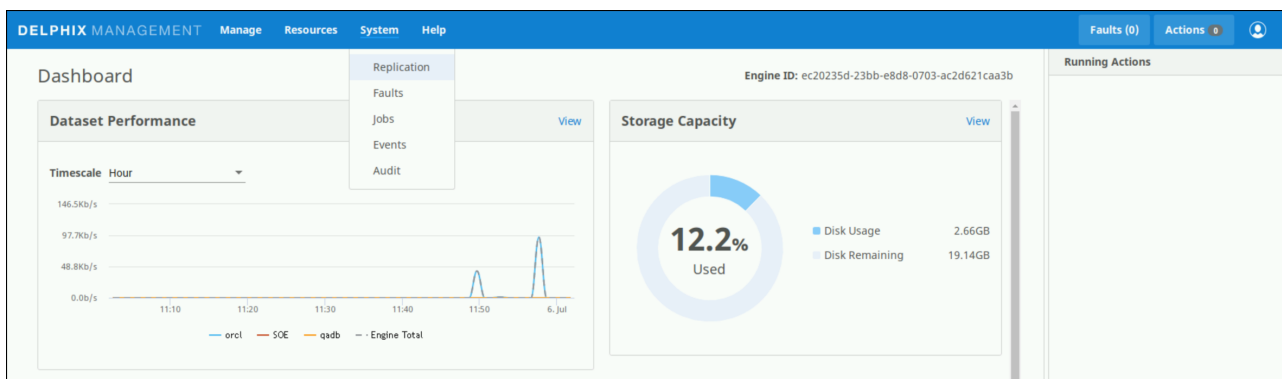 DELPHIX MANAGEMENT Manage Resources System Help Faults (0) Actions 0
Replication
Faults
Jobs
Events
Audit
Running Actions
Dashboard
Engine ID: ec20235d-23bb-e8d8-0703-ac2d621caa3b
Dataset Performance View
Timescale Hour
146.5Kb/s
97.7Kb/s
48.8Kb/s
0.0b/s
11:10 11:20 11:30 11:40 11:50 6. Jul
orcl SOE qadb Engine Total
Storage Capacity View
12.2%
Used
Disk Usage 2.66GB
Disk Remaining 19.14GB